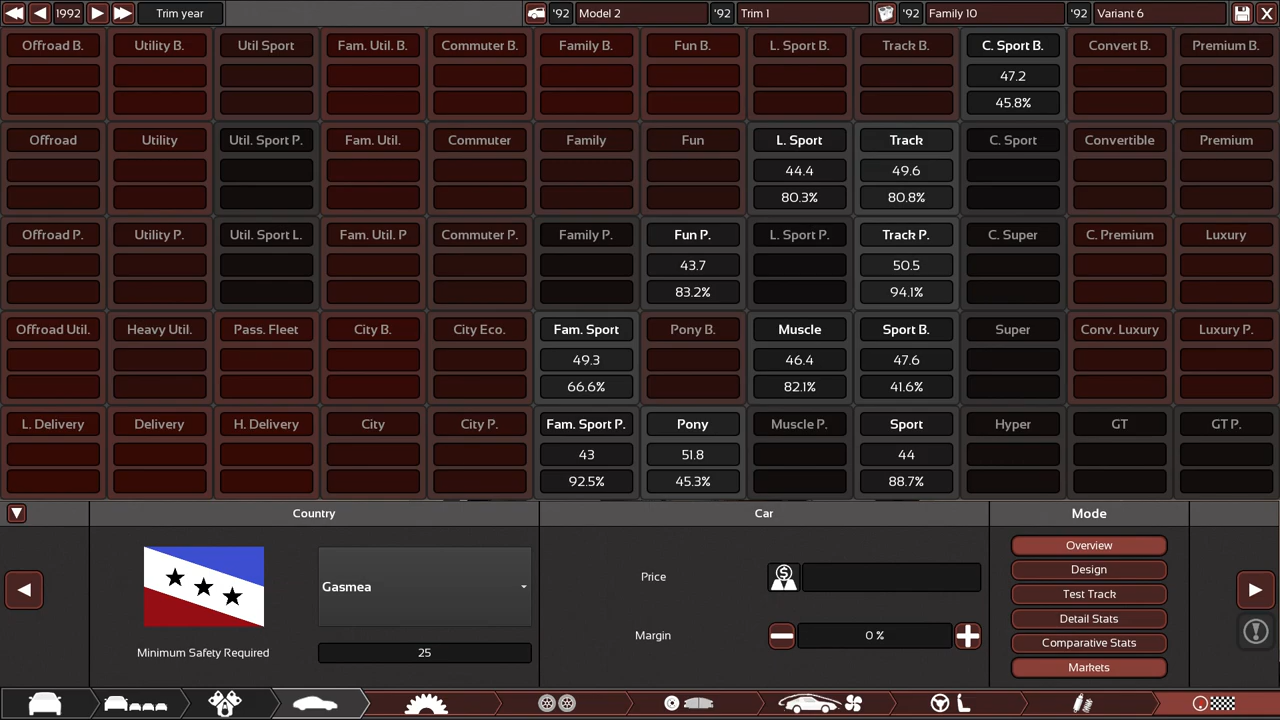 1992 Trim year '92 Model 2 '92 Trim 1 '92 Family 10 '92 Variant 6
Offroad B. Utility B. Util Sport Fam. Util. B. Commuter B. Family B. Fun B. L. Sport B. Track B. C. Sport B. Convert B. Premium B.
47.2
45.8%
Offroad Utility Util. Sport P. Fam. Util. Commuter Family Fun L. Sport Track C. Sport Convertible Premium
44.4 49.6
80.3% 80.8%
Offroad P. Utility P. Util. Sport L. Fam. Util. P Commuter P. Family P. Fun P. L. Sport P. Track P. C. Super C. Premium Luxury
43.7 50.5
83.2% 94.1%
Offroad Util. Heavy Util. Pass. Fleet City B. City Eco. Fam. Sport Pony B. Muscle Sport B. Super Conv. Luxury Luxury P.
49.3 46.4 47.6
66.6% 82.1% 41.6%
L. Delivery Delivery H. Delivery City City P. Fam. Sport P. Pony Muscle P. Sport Hyper GT GT P.
43 51.8 44
92.5% 45.3% 88.7%
Country Car Mode
Overview
Gasmea Price Design
Test Track
Detail Stats
Margin 0 % Comparative Stats
Minimum Safety Required 25 Markets